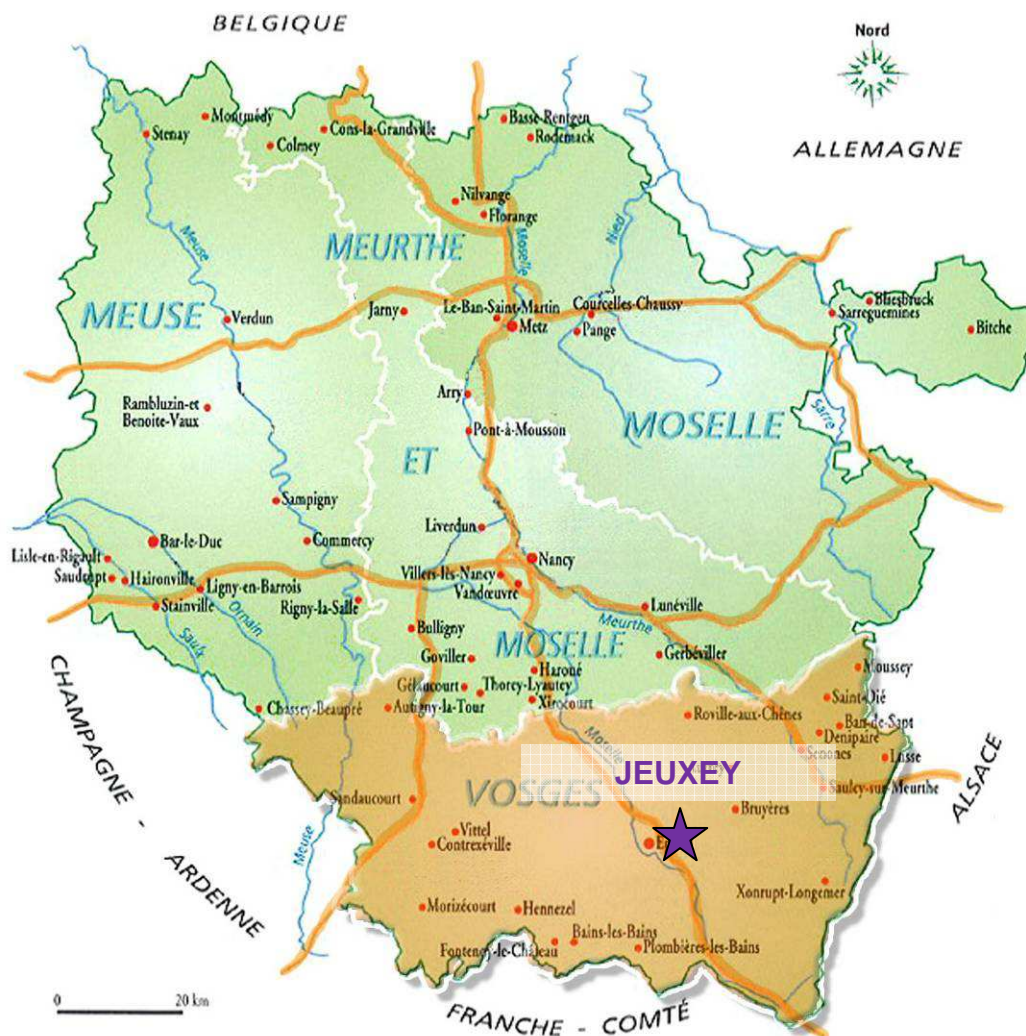 BELGIQUE
Nord
ALLEMAGNE
Montmédy
Stenay
Colmey
Cons-la-Grandville
Basse-Rentgen
Rodemack
Nilvange
Florange
Meuse
MEURTHE
Moselle
Nied
MEUSE
Verdun
Jarny
Le-Ban-Saint-Martin
Metz
Courcelles-Chaussy
Pange
Bliesbruck
Sarreguemines
Bitche
Rambluzin-et
Benoite-Vaux
Arry
Pont-à-Mousson
MOSELLE
Sarre
ET
Sampigny
Liverdun
Bar-le-Duc
Commercy
Nancy
Lisle-en-Rigault
Saudrupt
Haironville
Ligny-en-Barrois
Villers-lès-Nancy
Vandœuvre
Stainville
Ornain
Rigny-la-Salle
Lunéville
Meurthe
Saulx
Bulligny
MOSELLE
Gerbéviller
Goviller
Haroué
Moussey
CHAMPAGNE - ARDENNE
Gélaucourt
Thorey-Lyautey
Xirocourt
Saint-Dié
Chassey-Beaupré
Autigny-la-Tour
Roville-aux-Chênes
Ban-de-Sapt
Denipaire
Moselle
Senones
Lusse
JEUXEY
ALSACE
VOSGES
Sandaucourt
Saulcy-sur-Meurthe
Bruyères
Meuse
Vittel
Contrexéville
Xonrupt-Longemer
Morizécourt
Hennezel
Bains-les-Bains
Fontenoy-le-Château
Plombières-les-Bains
0
20 km
FRANCHE - COMTÉ